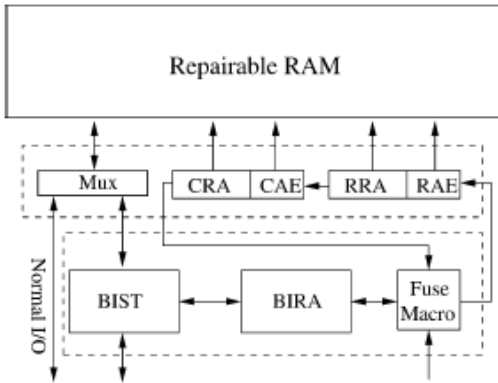 Repairable RAM
Mux
CRA
CAE
RRA
RAE
Normal I/O
BIST
BIRA
Fuse
Macro